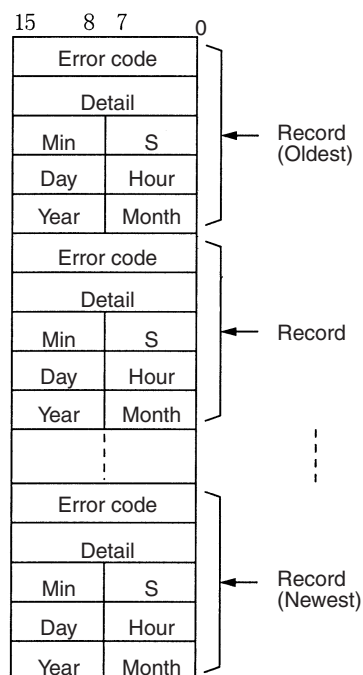 15 8 7 0
Error code
Detail
Min S
Day Hour
Year Month
Record
(Oldest)
Error code
Detail
Min S
Day Hour
Year Month
Record
Error code
Detail
Min S
Day Hour
Year Month
Record
(Newest)